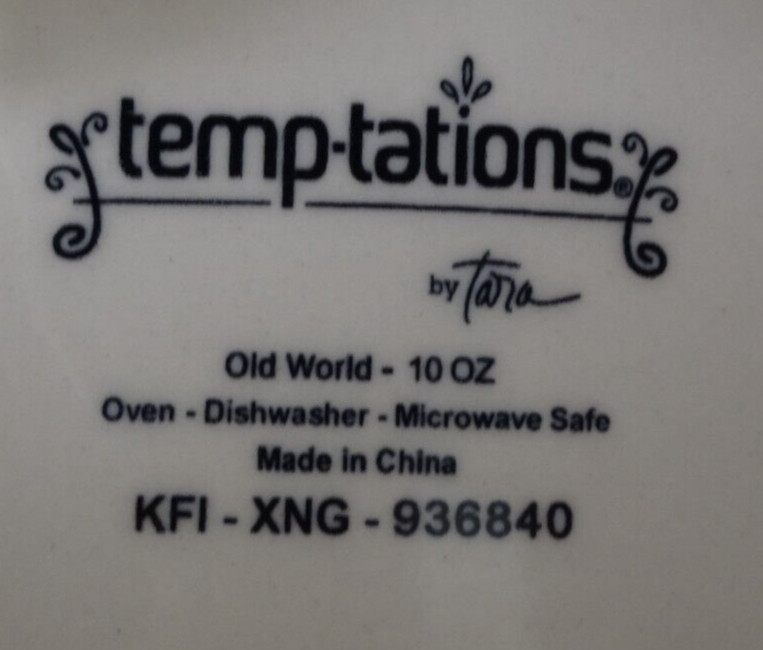 temp-tations®
by Tara
Old World - 10 OZ
Oven - Dishwasher - Microwave Safe
Made in China
KFI - XNG - 936840